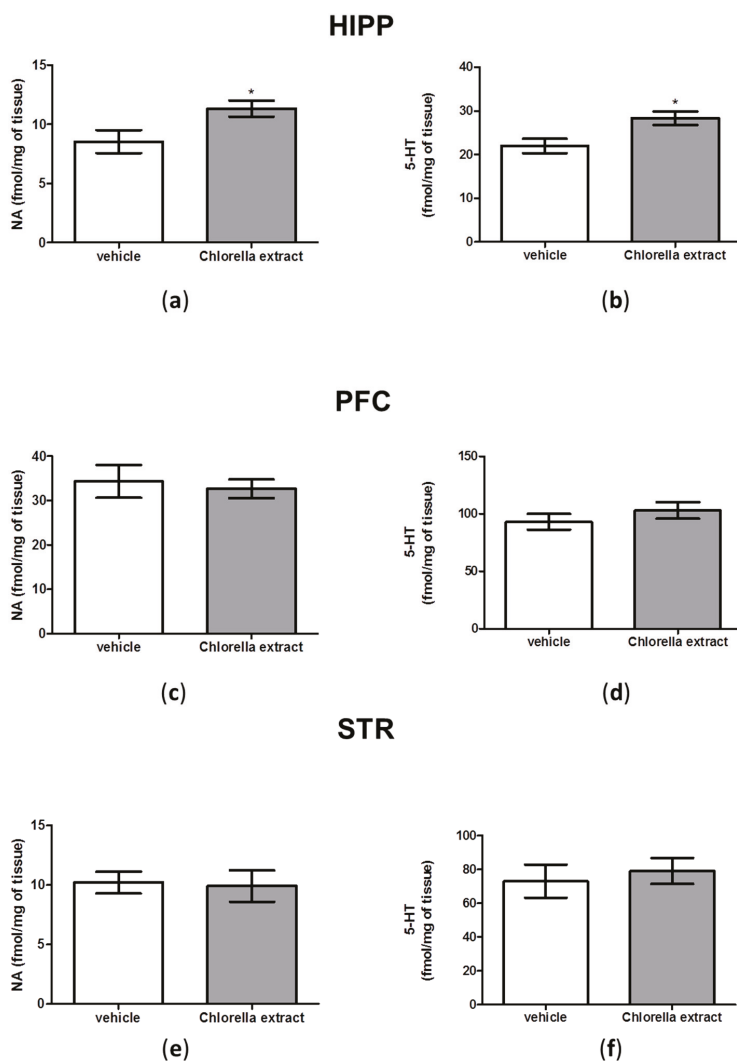 HIPP
NA (fmol/mg of tissue)
15
10
5
0
*
vehicle
Chlorella extract
(a)
5-HT
(fmol/mg of tissue)
40
30
20
10
0
*
vehicle
Chlorella extract
(b)
PFC
NA (fmol/mg of tissue)
40
30
20
10
0
vehicle
Chlorella extract
(c)
5-HT
(fmol/mg of tissue)
150
100
50
0
vehicle
Chlorella extract
(d)
STR
NA (fmol/mg of tissue)
15
10
5
0
vehicle
Chlorella extract
(e)
5-HT
(fmol/mg of tissue)
100
80
60
40
20
0
vehicle
Chlorella extract
(f)